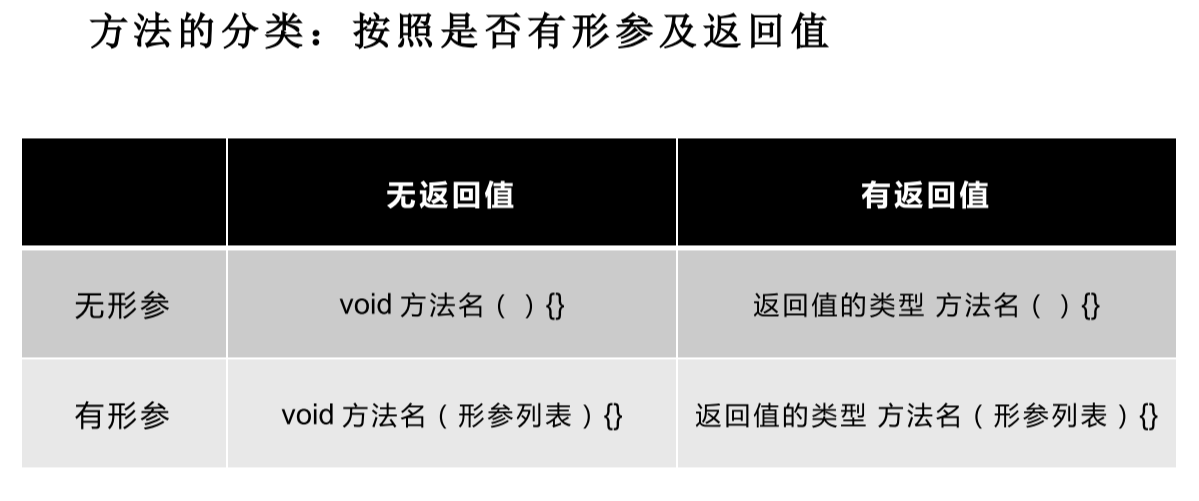 方法的分类：按照是否有形参及返回值
无返回值 有返回值
无形参 void 方法名（ ）{} 返回值的类型 方法名（ ）{}
有形参 void 方法名（形参列表）{} 返回值的类型 方法名（形参列表）{}